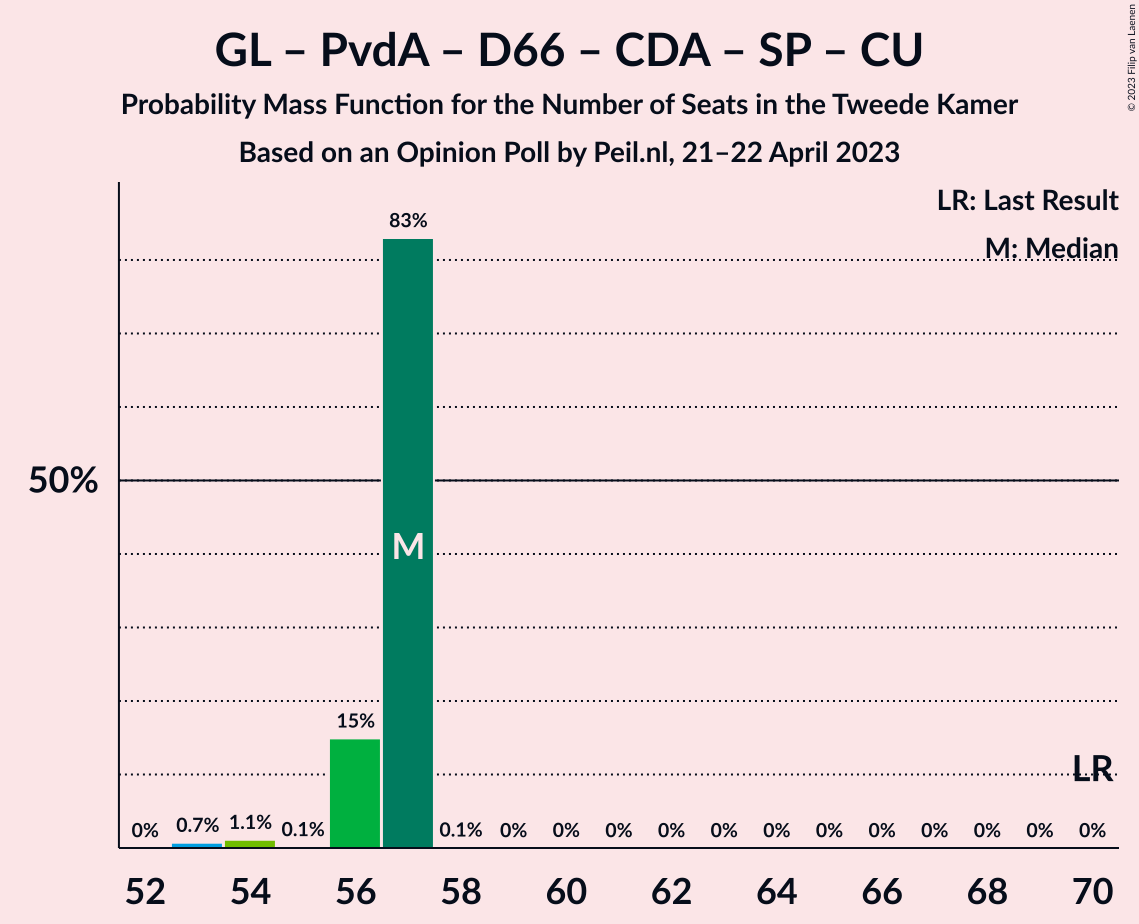 GL – PvdA – D66 – CDA – SP – CU
Probability Mass Function for the Number of Seats in the Tweede Kamer
Based on an Opinion Poll by Peil.nl, 21–22 April 2023
© 2023 Filip van Laenen
LR: Last Result
M: Median
83%
50%
M
15%
LR
0% 0.7% 1.1% 0.1% 0.1% 0% 0% 0% 0% 0% 0% 0% 0% 0% 0% 0% 0%
52 54 56 58 60 62 64 66 68 70